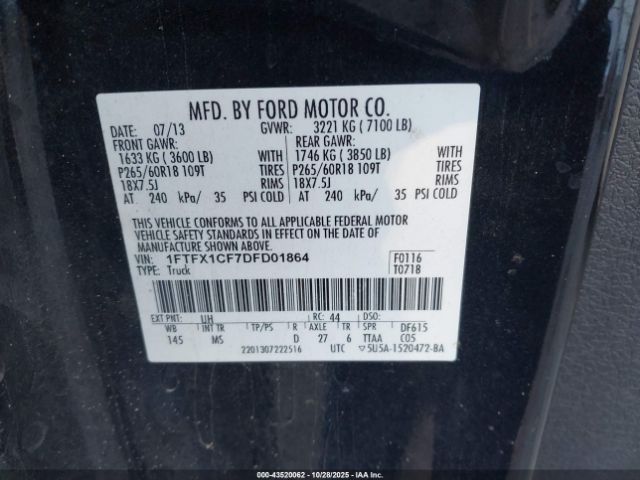 MFD. BY FORD MOTOR CO.
DATE: 07/13 GVWR: 3221 KG ( 7100 LB)
FRONT GAWR: REAR GAWR:
1633 KG ( 3600 LB) WITH 1746 KG ( 3850 LB) WITH
P265/60R18 109T TIRES P265/60R18 109T TIRES
18X7.5J RIMS 18X7.5J RIMS
AT 240 kPa/ 35 PSI COLD AT 240 kPa/ 35 PSI COLD
THIS VEHICLE CONFORMS TO ALL APPLICABLE FEDERAL MOTOR
VEHICLE SAFETY STANDARDS IN EFFECT ON THE DATE OF
MANUFACTURE SHOWN ABOVE.
VIN: 1FTFX1CF7DFD01864 F0116
TYPE: Truck T0718
EXT PNT: UH RC: 44 DSO:
WB INT TR TP/PS R AXLE TR SPR DF615
145 MS D 27 6 TTAA C05
2201307222516 UTC ▽5U5A-1520472-BA
000-43520062 | 10/28/2025 | IAAI.com